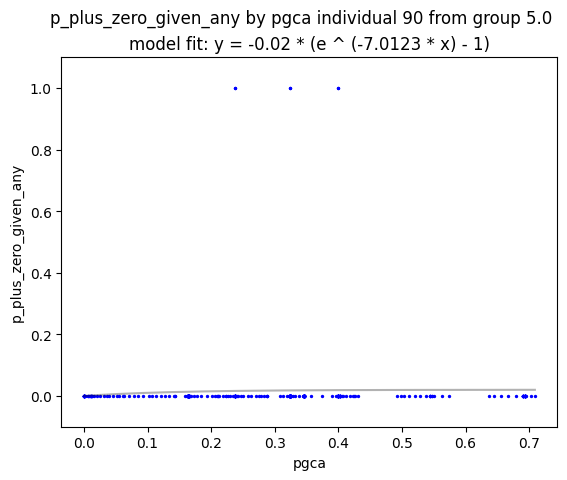 p_plus_zero_given_any by pgca individual 90 from group 5.0
model fit: y = -0.02 * (e ^ (-7.0123 * x) - 1)
1.0
0.8
0.6
0.4
0.2
0.0
p_plus_zero_given_any
0.0 0.1 0.2 0.3 0.4 0.5 0.6 0.7
pgca